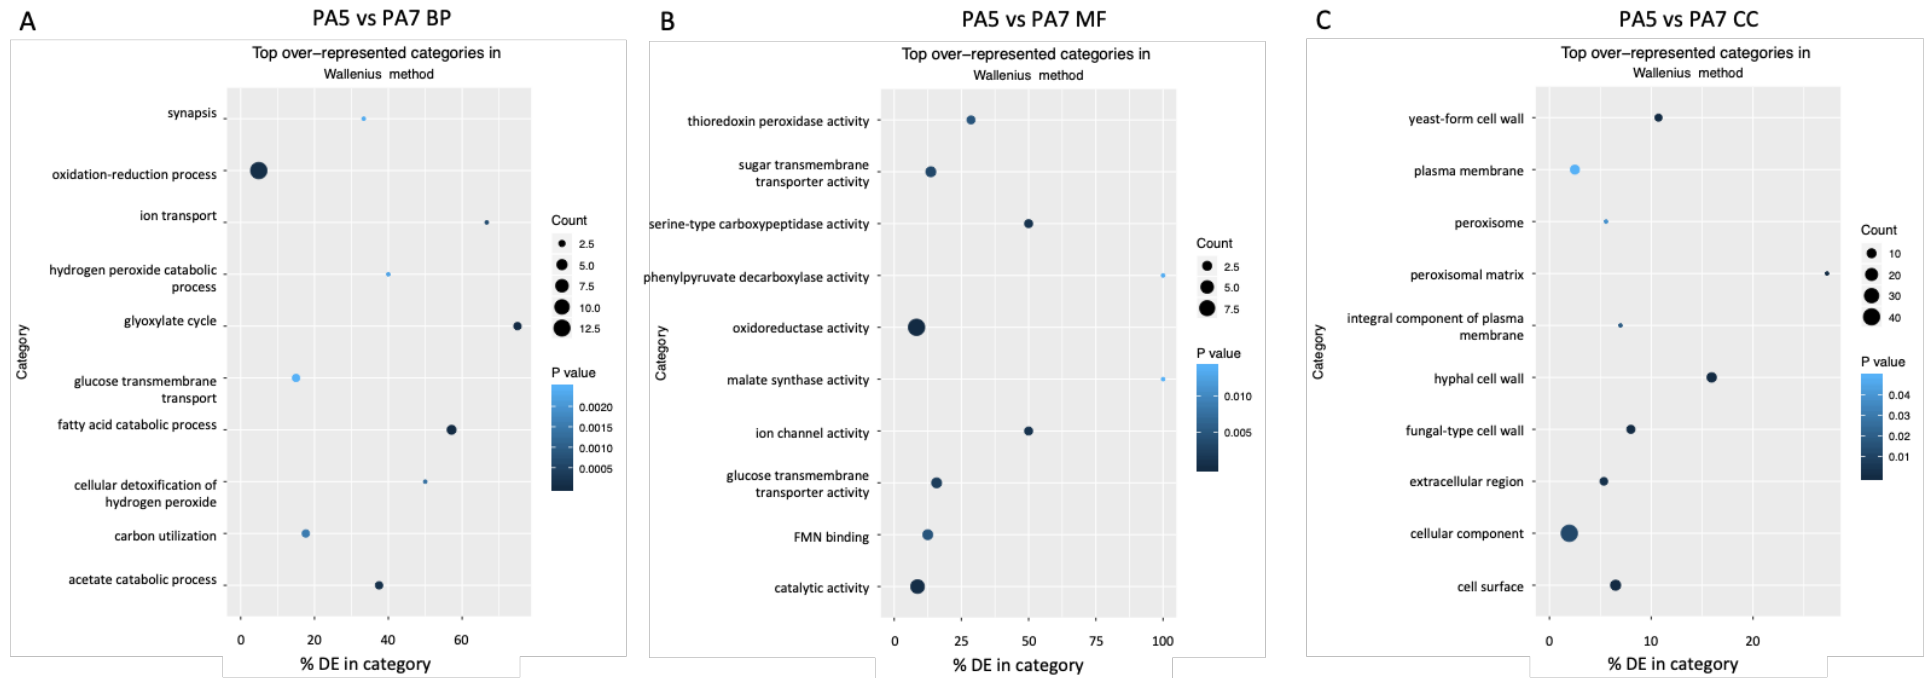 A
PA5 vs PA7 BP
Top over-represented categories in
Wallenius method
synapsis
oxidation-reduction process
ion transport
hydrogen peroxide catabolic
process
glyoxylate cycle
glucose transmembrane
transport
fatty acid catabolic process
cellular detoxification of
hydrogen peroxide
carbon utilization
acetate catabolic process
Category
0 20 40 60
% DE in category
Count
2.5
5.0
7.5
10.0
12.5
P value
0.0020
0.0015
0.0010
0.0005
B
PA5 vs PA7 MF
Top over-represented categories in
Wallenius method
thioredoxin peroxidase activity
sugar transmembrane
transporter activity
serine-type carboxypeptidase activity
phenylpyruvate decarboxylase activity
oxidoreductase activity
malate synthase activity
ion channel activity
glucose transmembrane
transporter activity
FMN binding
catalytic activity
Category
0 25 50 75 100
% DE in category
Count
2.5
5.0
7.5
P value
0.010
0.005
C
PA5 vs PA7 CC
Top over-represented categories in
Wallenius method
yeast-form cell wall
plasma membrane
peroxisome
peroxisomal matrix
integral component of plasma
membrane
hyphal cell wall
fungal-type cell wall
extracellular region
cellular component
cell surface
Category
0 10 20
% DE in category
Count
10
20
30
40
P value
0.04
0.02
0.01